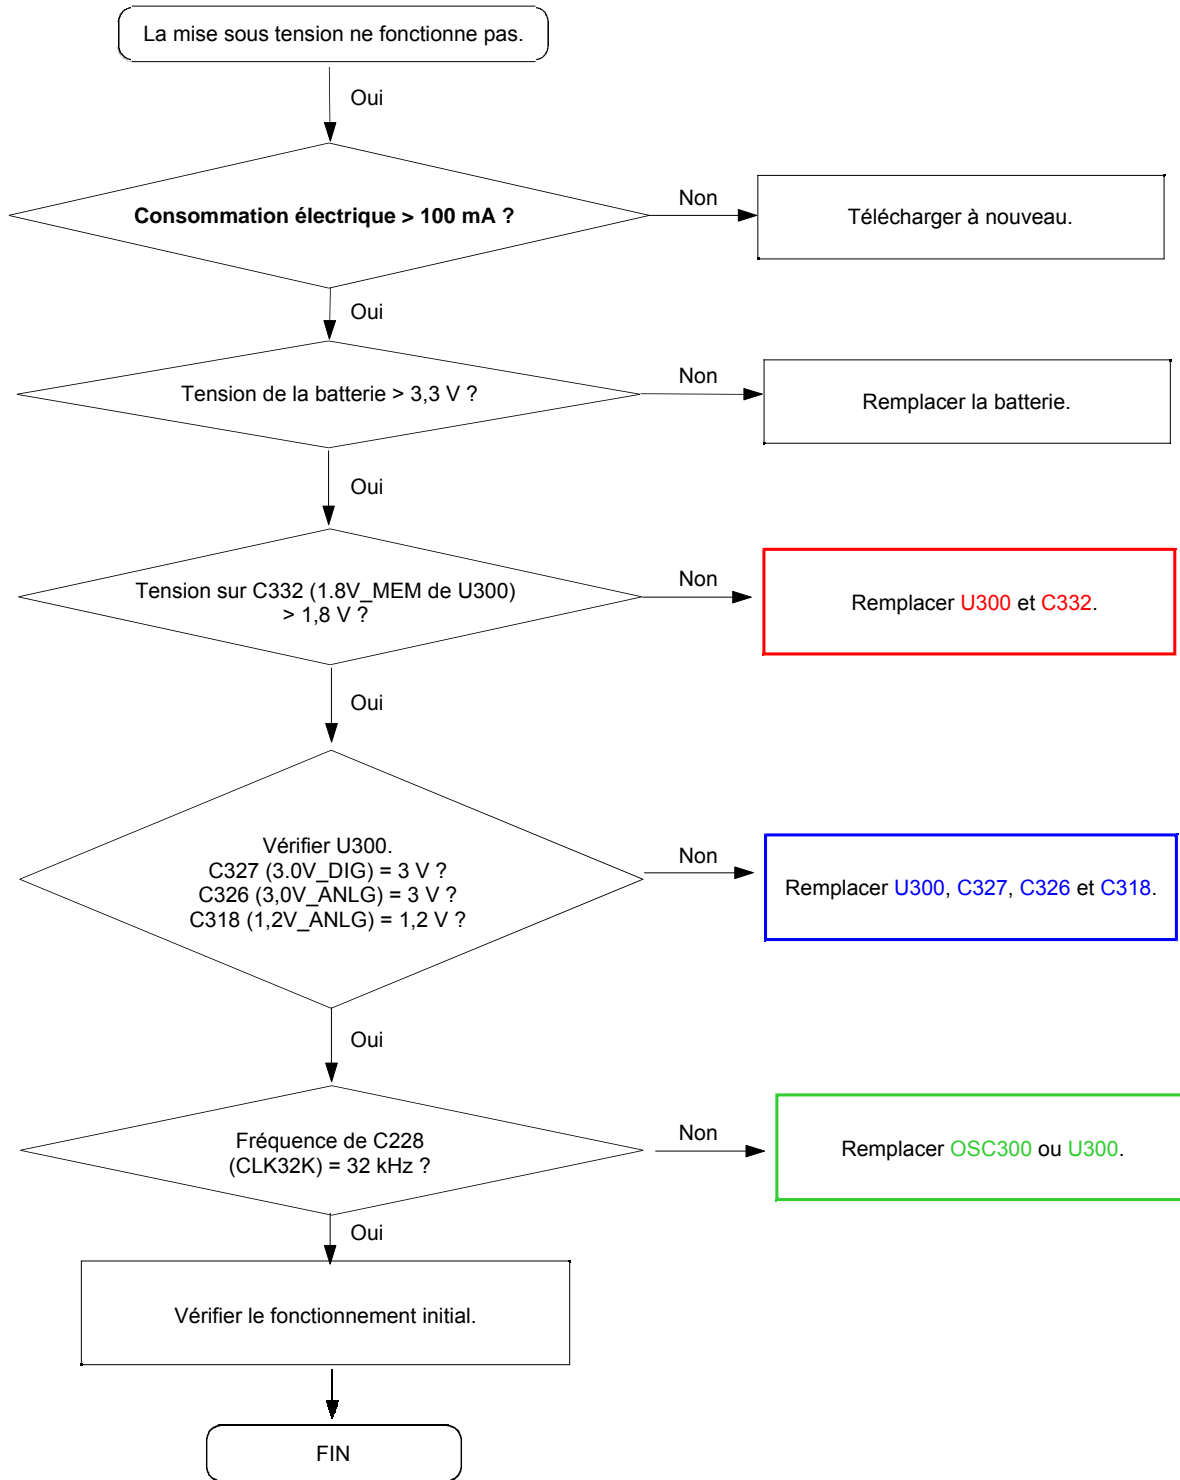 La mise sous tension ne fonctionne pas.
Oui
Consommation électrique > 100 mA ?
Non
Télécharger à nouveau.
Oui
Tension de la batterie > 3,3 V ?
Non
Remplacer la batterie.
Oui
Tension sur C332 (1.8V_MEM de U300)
> 1,8 V ?
Non
Remplacer U300 et C332.
Oui
Vérifier U300.
C327 (3.0V_DIG) = 3 V ?
C326 (3,0V_ANLG) = 3 V ?
C318 (1,2V_ANLG) = 1,2 V ?
Non
Remplacer U300, C327, C326 et C318.
Oui
Fréquence de C228
(CLK32K) = 32 kHz ?
Non
Remplacer OSC300 ou U300.
Oui
Vérifier le fonctionnement initial.
FIN